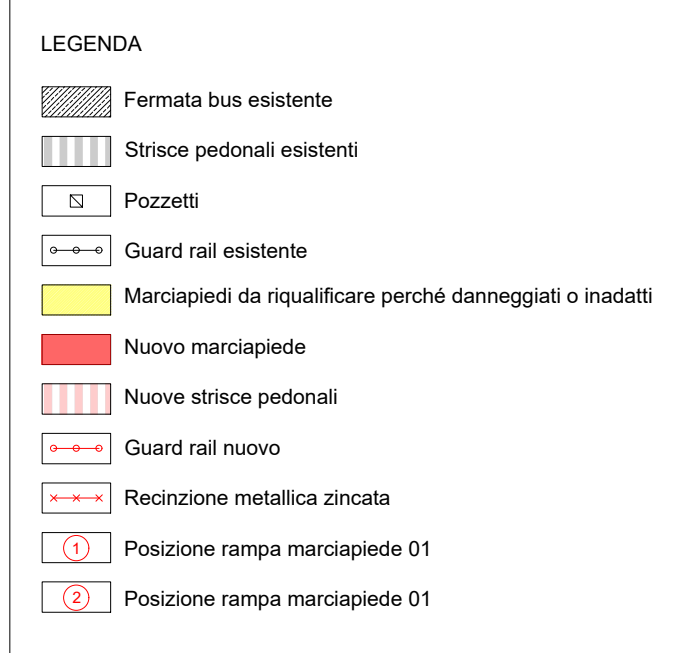 LEGENDA
Fermata bus esistente
Strisce pedonali esistenti
Pozzetti
Guard rail esistente
Marciapiedi da riqualificare perché danneggiati o inadatti
Nuovo marciapiede
Nuove strisce pedonali
Guard rail nuovo
Recinzione metallica zincata
1 Posizione rampa marciapiede 01
2 Posizione rampa marciapiede 01